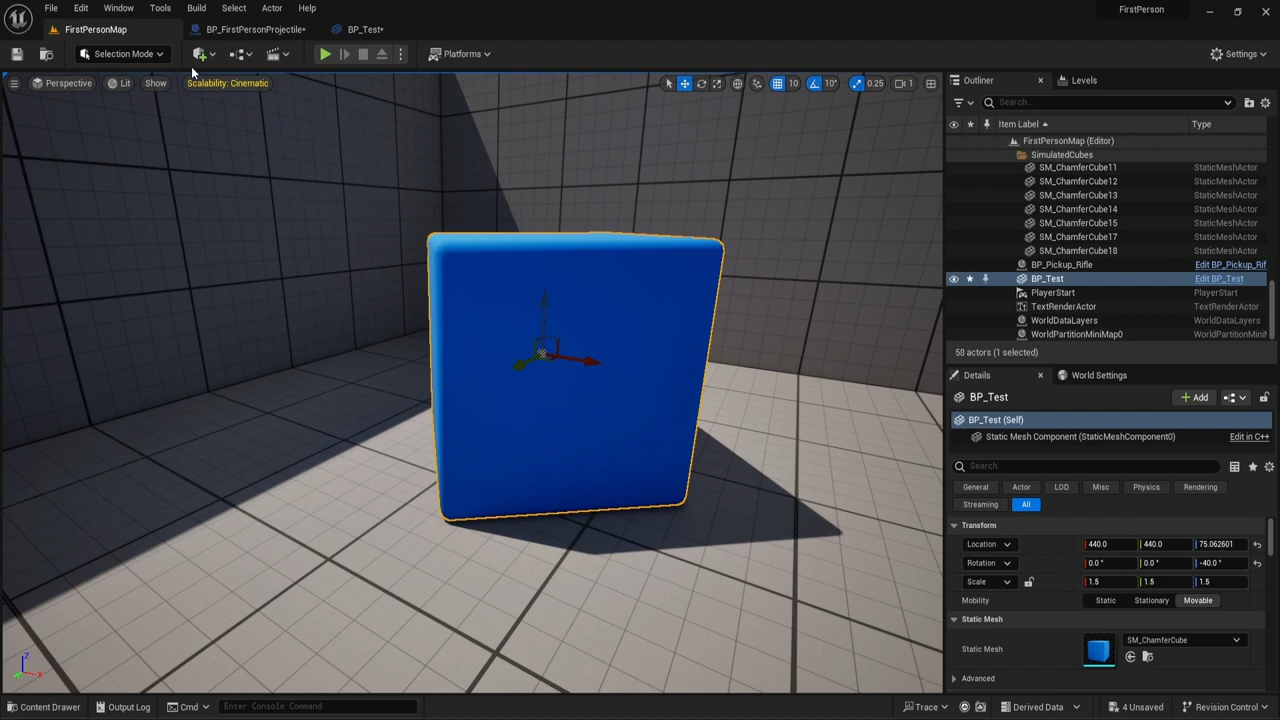 File Edit Window Tools Build Select Actor Help
FirstPerson
FirstPersonMap BP_FirstPersonProjectile* BP_Test*
Selection Mode Platforms Settings
Perspective Lit Show Scalability: Cinematic 10 10° 0.25 1
Outliner Levels
Search...
Item Label Type
FirstPersonMap (Editor)
SimulatedCubes
SM_ChamferCube11 StaticMeshActor
SM_ChamferCube12 StaticMeshActor
SM_ChamferCube13 StaticMeshActor
SM_ChamferCube14 StaticMeshActor
SM_ChamferCube15 StaticMeshActor
SM_ChamferCube17 StaticMeshActor
SM_ChamferCube18 StaticMeshActor
BP_Pickup_Rifle Edit BP_Pickup_Rif
BP_Test Edit BP_Test
PlayerStart PlayerStart
TextRenderActor TextRenderActor
WorldDataLayers WorldDataLayers
WorldPartitionMiniMap0 WorldPartitionMini
58 actors (1 selected)
Details World Settings
BP_Test Add
BP_Test (Self)
Static Mesh Component (StaticMeshComponent0) Edit in C++
Search
General Actor LOD Misc Physics Rendering
Streaming All
Transform
Location 440.0 440.0 75.062601
Rotation 0.0 ° 0.0 ° -40.0 °
Scale 1.5 1.5 1.5
Mobility Static Stationary Movable
Static Mesh
Static Mesh SM_ChamferCube
Advanced
Z
X
Content Drawer Output Log Cmd Enter Console Command Trace Derived Data 4 Unsaved Revision Control